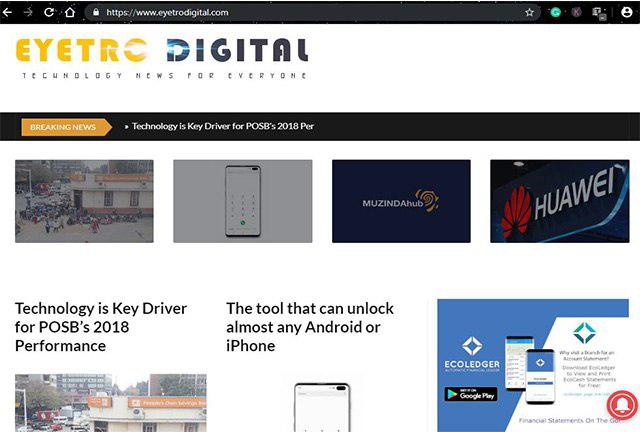 https://www.eyetrodigital.com
EYETRO DIGITAL
TECHNOLOGY NEWS FOR EVERYONE
BREAKING NEWS
» Technology is Key Driver for POSB's 2018 Per
MUZINDAhub
HUAWEI
Technology is Key Driver
for POSB's 2018
Performance
The tool that can unlock
almost any Android or
iPhone
ECOLEDGER
AUTOMATIC FINANCIAL LEDGER
GET IT ON
Google Play
Why visit a Branch for an
Account Statement?
Download EcoLedger
to View and Print
EcoCash Statements
for Free!
Financial Statements On The Go!
People's Own Savings